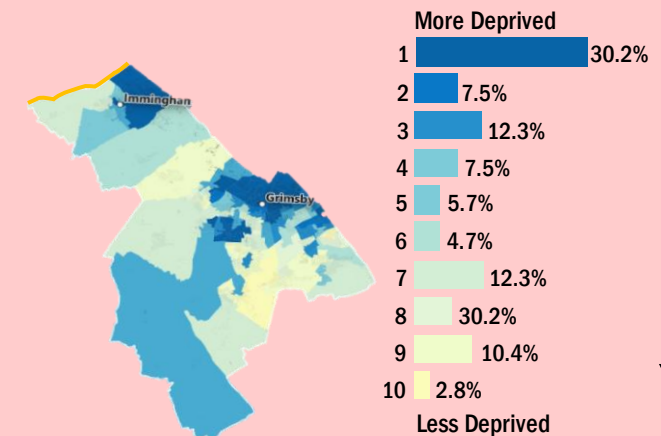 More Deprived
1 30.2%
2 7.5%
Imminghan
3 12.3%
4 7.5%
5 5.7%
Grimsby
6 4.7%
7 12.3%
8 30.2%
9 10.4%
10 2.8%
Less Deprived